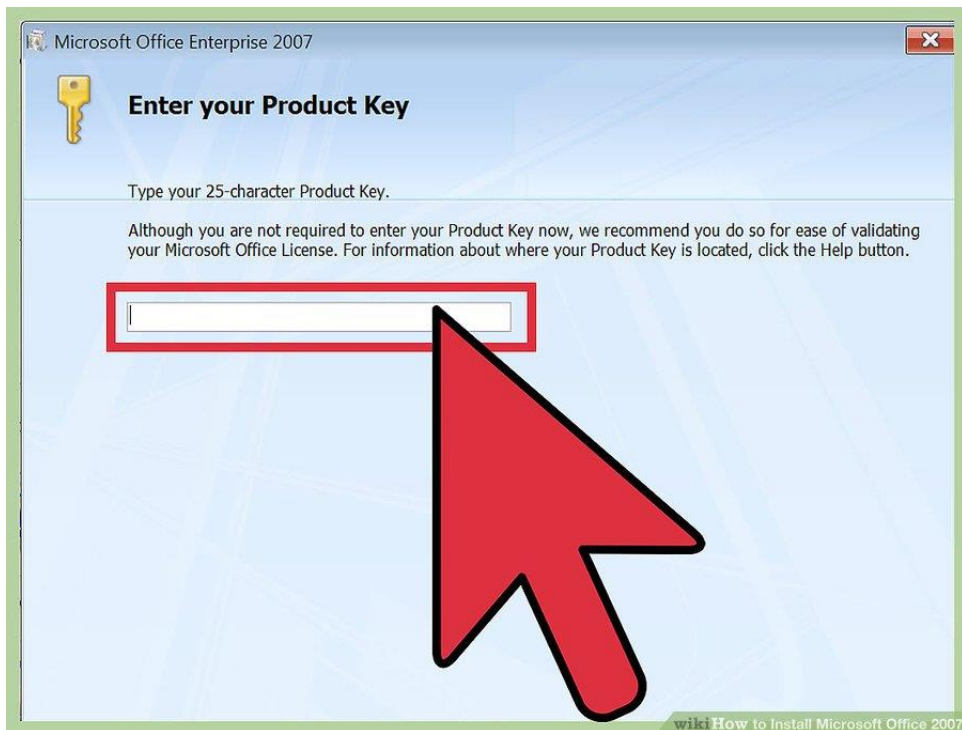 Microsoft Office Enterprise 2007
Enter your Product Key
Type your 25-character Product Key.
Although you are not required to enter your Product Key now, we recommend you do so for ease of validating
your Microsoft Office License. For information about where your Product Key is located, click the Help button.
wikiHow to Install Microsoft Office 2007